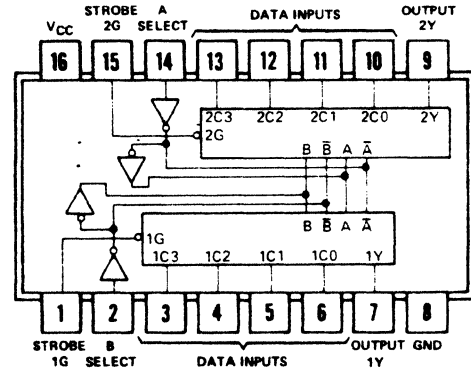 STROBE A DATA INPUTS OUTPUT
VCC 2G SELECT 2Y
16 15 14 13 12 11 10 9
2C3 2C2 2C1 2C0 2Y
2G
B B̅ A A̅
B B̅ A A̅
1G
1C3 1C2 1C1 1C0 1Y
1 2 3 4 5 6 7 8
STROBE B DATA INPUTS OUTPUT GND
1G SELECT 1Y